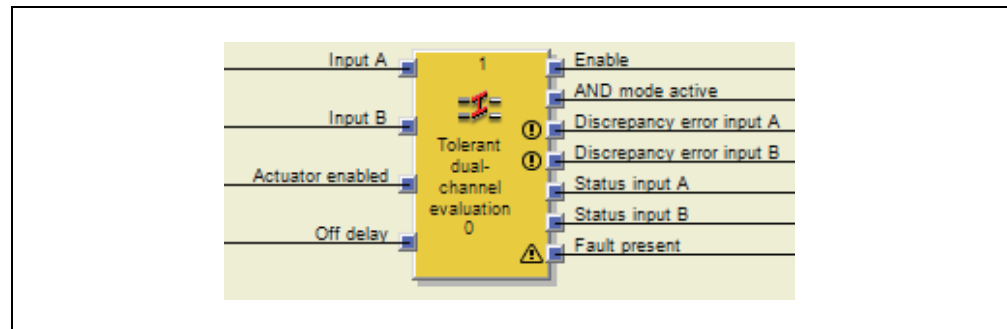 Input A
Input B
Actuator enabled
Off delay
1
Tolerant
dual-
channel
evaluation
0
Enable
AND mode active
Discrepancy error input A
Discrepancy error input B
Status input A
Status input B
Fault present